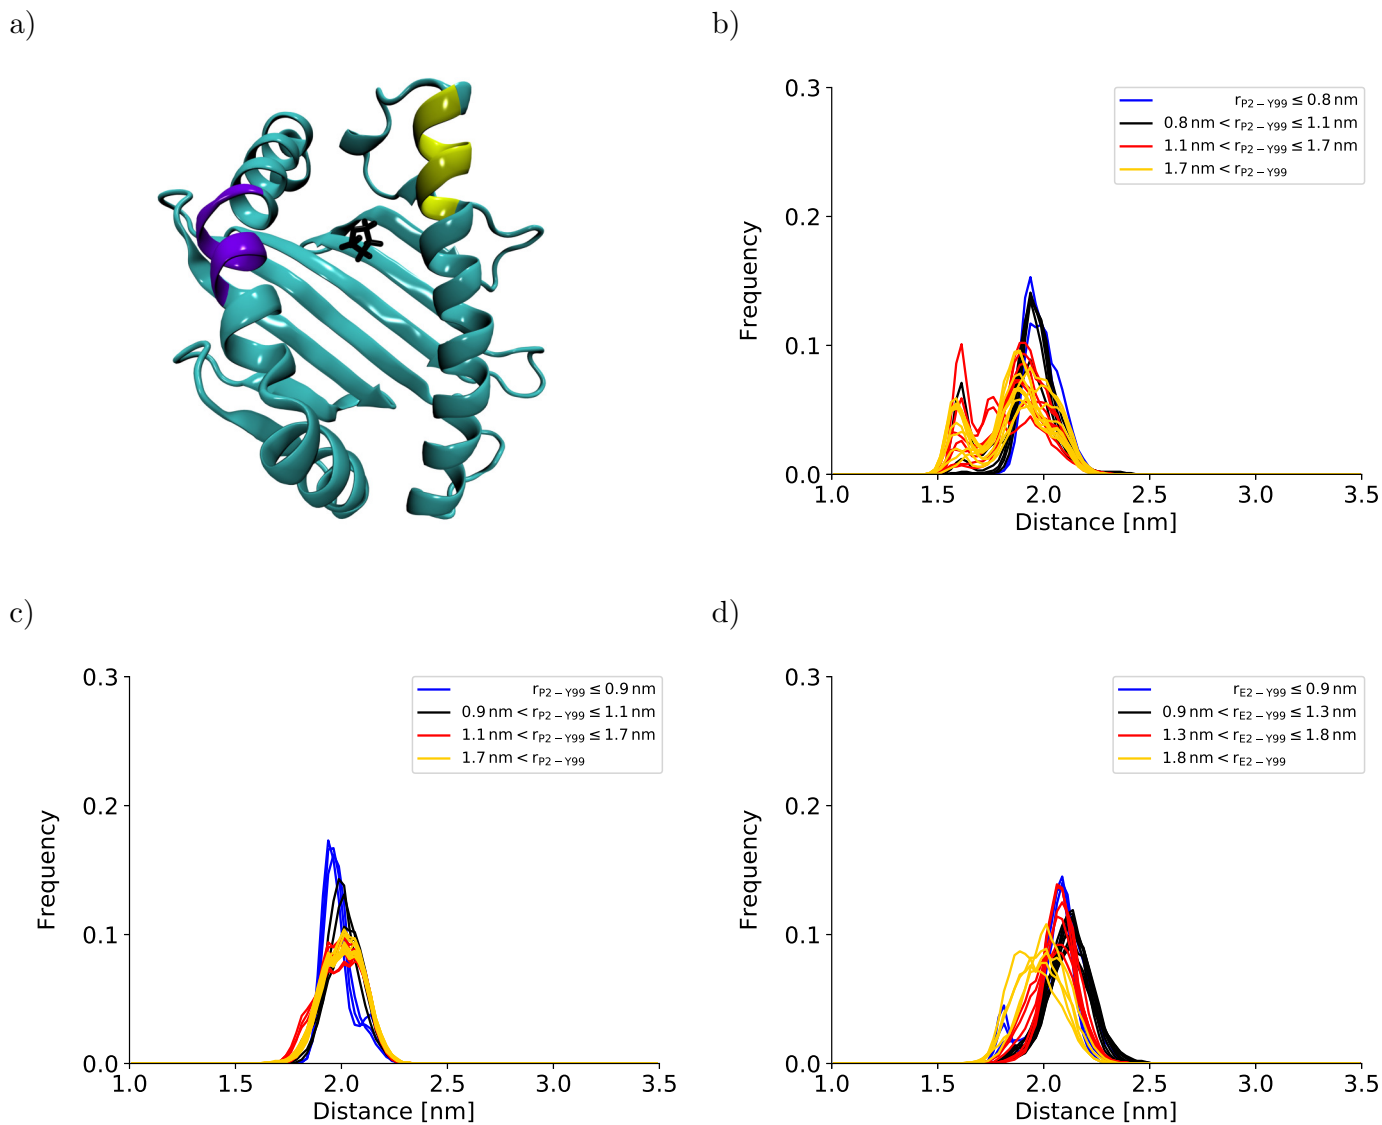 a)
b)
0.3
0.2
0.1
0.0
Frequency
1.0 1.5 2.0 2.5 3.0 3.5
Distance [nm]
rP2−Y99 ≤ 0.8 nm
0.8 nm < rP2−Y99 ≤ 1.1 nm
1.1 nm < rP2−Y99 ≤ 1.7 nm
1.7 nm < rP2−Y99
c)
0.3
0.2
0.1
0.0
Frequency
1.0 1.5 2.0 2.5 3.0 3.5
Distance [nm]
rP2−Y99 ≤ 0.9 nm
0.9 nm < rP2−Y99 ≤ 1.1 nm
1.1 nm < rP2−Y99 ≤ 1.7 nm
1.7 nm < rP2−Y99
d)
0.3
0.2
0.1
0.0
Frequency
1.0 1.5 2.0 2.5 3.0 3.5
Distance [nm]
rE2−Y99 ≤ 0.9 nm
0.9 nm < rE2−Y99 ≤ 1.3 nm
1.3 nm < rE2−Y99 ≤ 1.8 nm
1.8 nm < rE2−Y99